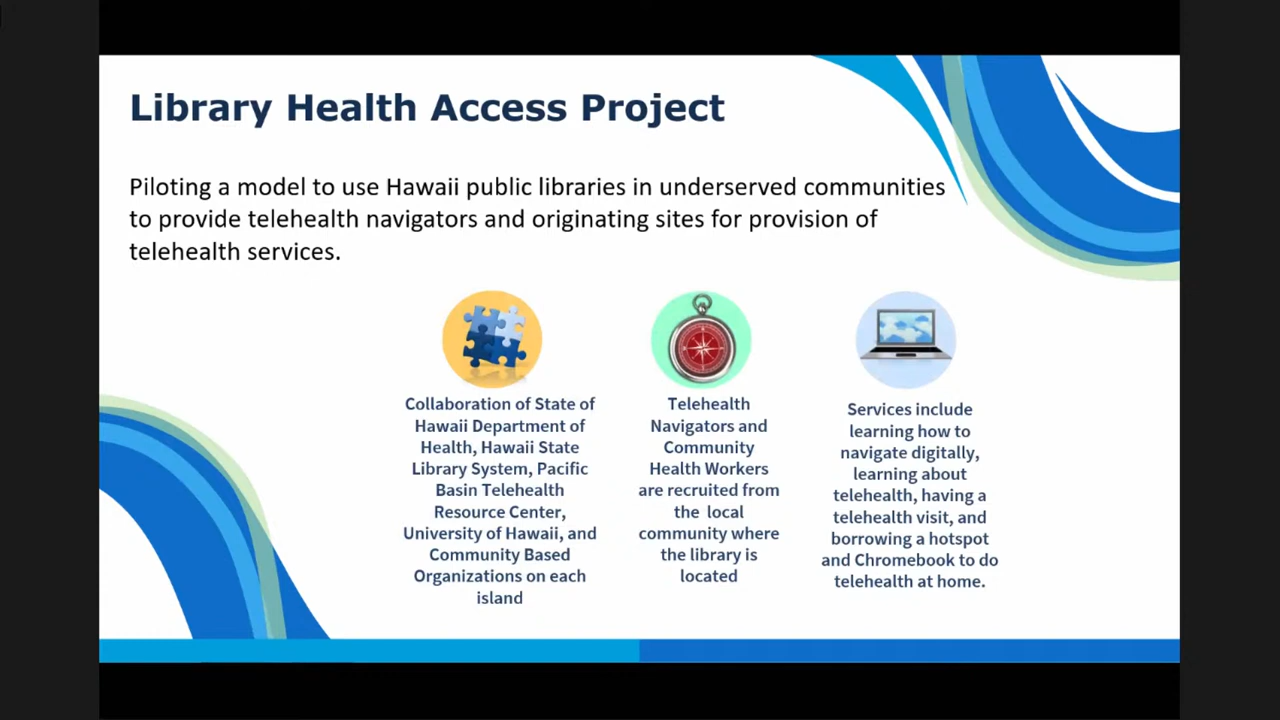 Library Health Access Project
Piloting a model to use Hawaii public libraries in underserved communities
to provide telehealth navigators and originating sites for provision of
telehealth services.
Collaboration of State of
Hawaii Department of
Health, Hawaii State
Library System, Pacific
Basin Telehealth
Resource Center,
University of Hawaii, and
Community Based
Organizations on each
island
Telehealth
Navigators and
Community
Health Workers
are recruited from
the local
community where
the library is
located
Services include
learning how to
navigate digitally,
learning about
telehealth, having a
telehealth visit, and
borrowing a hotspot
and Chromebook to do
telehealth at home.